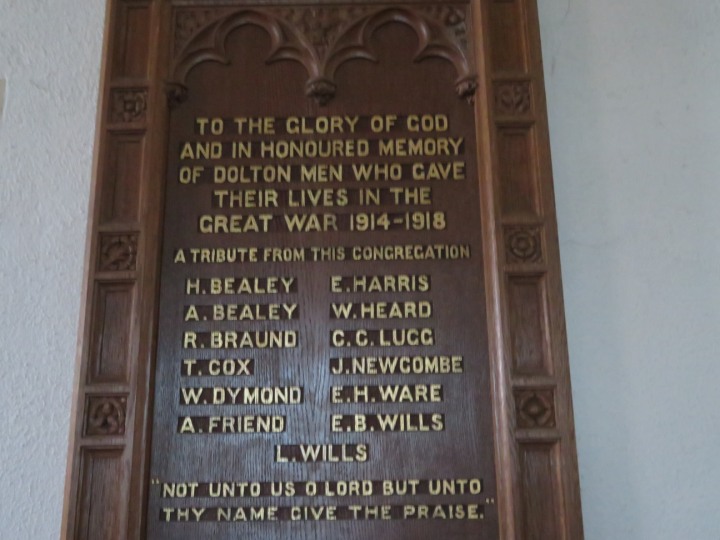 TO THE GLORY OF GOD
AND IN HONOURED MEMORY
OF DOLTON MEN WHO GAVE
THEIR LIVES IN THE
GREAT WAR 1914-1918
A TRIBUTE FROM THIS CONGREGATION
H. BEALEY E. HARRIS
A. BEALEY W. HEARD
R. BRAUND C. C. LUGG
T. COX J. NEWCOMBE
W. DYMOND E. H. WARE
A. FRIEND E. B. WILLS
L. WILLS
"NOT UNTO US O LORD BUT UNTO
THY NAME GIVE THE PRAISE."